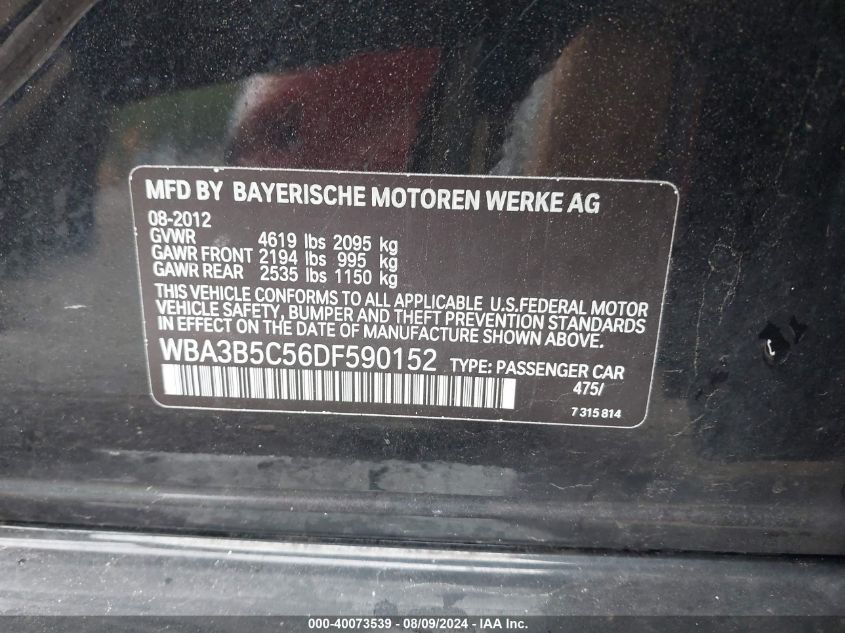 MFD BY BAYERISCHE MOTOREN WERKE AG
08-2012
GVWR 4619 lbs 2095 kg
GAWR FRONT 2194 lbs 995 kg
GAWR REAR 2535 lbs 1150 kg
THIS VEHICLE CONFORMS TO ALL APPLICABLE U.S.FEDERAL MOTOR
VEHICLE SAFETY, BUMPER AND THEFT PREVENTION STANDARDS
IN EFFECT ON THE DATE OF MANUFACTURE SHOWN ABOVE.
WBA3B5C56DF590152 TYPE: PASSENGER CAR
475/
7 315 814
000-40073539 - 08/09/2024 - IAA Inc.